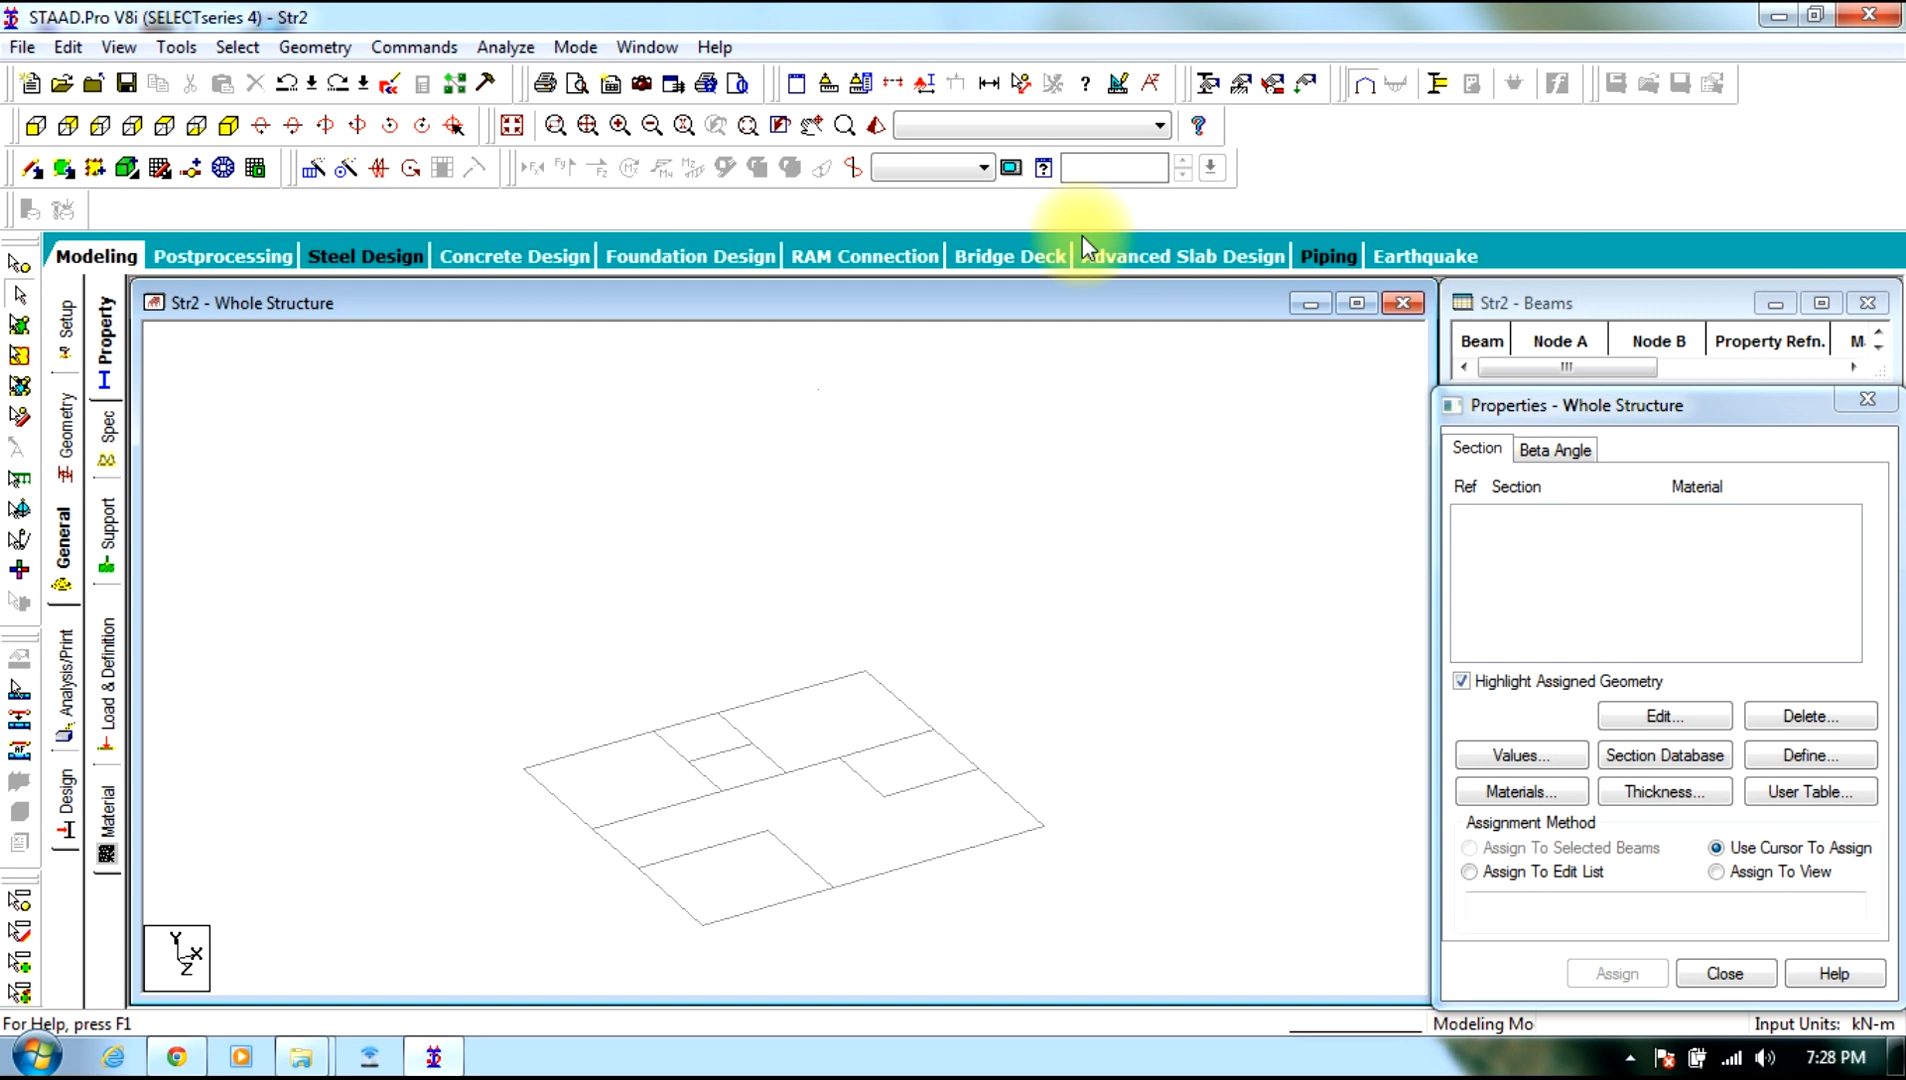 STAAD.Pro V8i (SELECTseries 4) - Str2
File Edit View Tools Select Geometry Commands Analyze Mode Window Help
Modeling Postprocessing Steel Design Concrete Design Foundation Design RAM Connection Bridge Deck Advanced Slab Design Piping Earthquake
Setup
Geometry
General
Analysis/Print
Design
Property
Spec
Support
Load & Definition
Material
Str2 - Whole Structure
Y
X
Z
Str2 - Beams
Beam Node A Node B Property Refn. M
Properties - Whole Structure
Section Beta Angle
Ref Section Material
Highlight Assigned Geometry
Edit... Delete...
Values... Section Database Define...
Materials... Thickness... User Table...
Assignment Method
Assign To Selected Beams Use Cursor To Assign
Assign To Edit List Assign To View
Assign Close Help
For Help, press F1 Modeling Mo Input Units: kN-m
7:28 PM